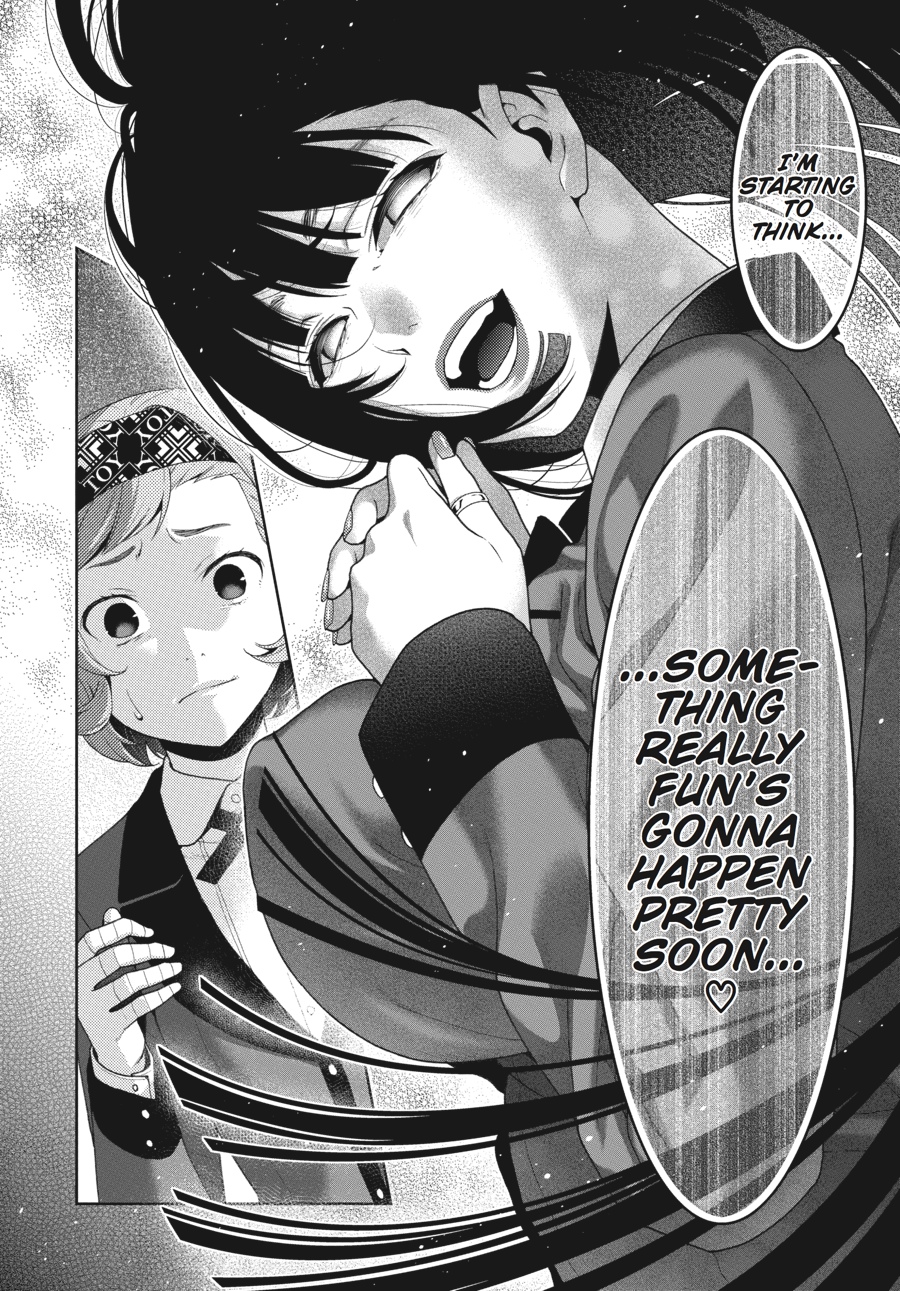 I'M
STARTING
TO
THINK...
...SOME-
THING
REALLY
FUN'S
GONNA
HAPPEN
PRETTY
SOON...
♡